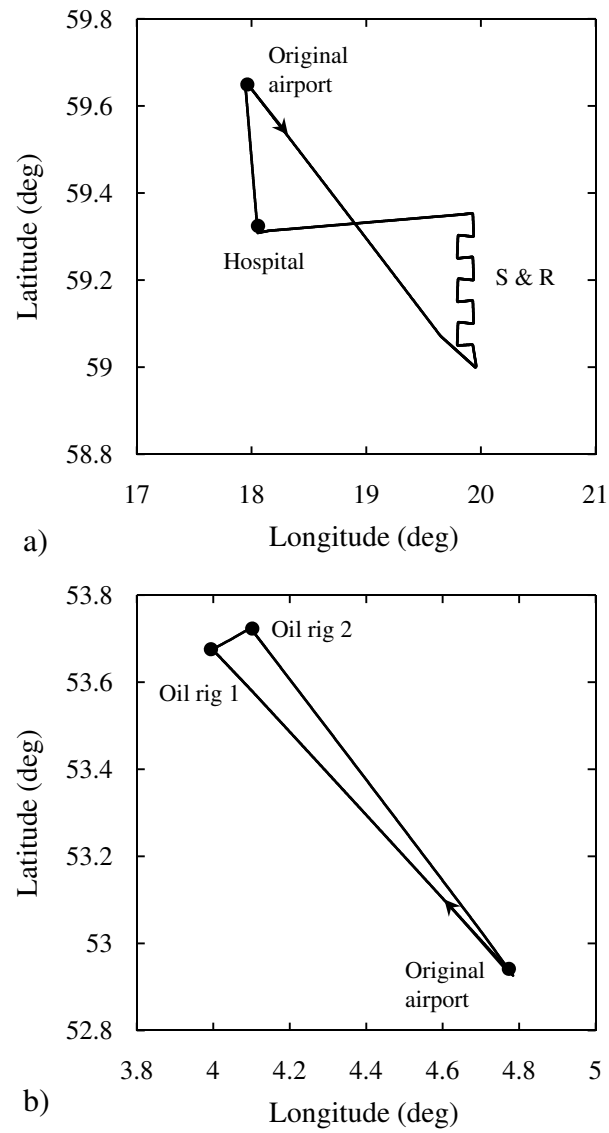 59.8
59.6
59.4
59.2
59
58.8
Latitude (deg)
Original
airport
Hospital
S & R
17
18
19
20
21
Longitude (deg)
a)
53.8
53.6
53.4
53.2
53
52.8
Latitude (deg)
Oil rig 2
Oil rig 1
Original
airport
3.8
4
4.2
4.4
4.6
4.8
5
Longitude (deg)
b)